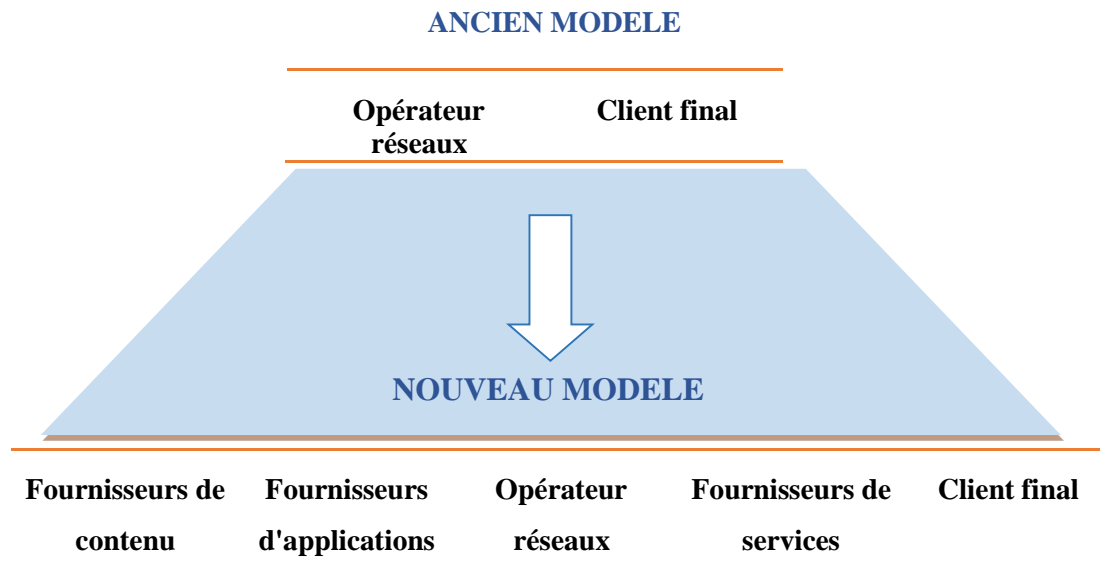 ANCIEN MODELE
Opérateur Client final
réseaux
NOUVEAU MODELE
Fournisseurs de Fournisseurs Opérateur Fournisseurs de Client final
contenu d'applications réseaux services